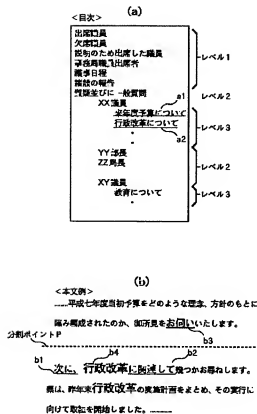 (a)
<目次>
出席職員
欠席職員
説明のため出席した議員
事務局職員出席者
議事日程
諸般の報告
質疑並びに一般質問
XX議員
来年度予算について
行政改革について
・
・
YY部長
ZZ局長
・
XY議員
教育について
・
a1
a2
レベル1
レベル2
レベル3
レベル2
レベル3
(b)
<本文例>
……平成七年度当初予算をどのような理念、方針のもとに
編成されたのか、御所見をお伺いいたします。
b3
分割ポイントP
b1
b4
b2
次に、行政改革に関連して幾つかお尋ねします。
県は、昨年末行政改革の実施計画をまとめ、その実行に
向けて取組を開始しました。……